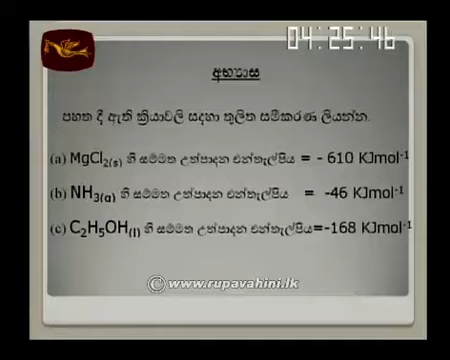 04:25:46
අභ්‍යාස
පහත දී ඇති ක්‍රියාවලි සදහා තුලිත සමීකරණ ලියන්න.
(a) MgCl₂₍ₛ₎ හි සම්මත උත්පාදන එන්තැල්පිය = - 610 KJmol⁻¹
(b) NH₃₍g₎ හි සම්මත උත්පාදන එන්තැල්පිය = -46 KJmol⁻¹
(c) C₂H₅OH₍l₎ හි සම්මත උත්පාදන එන්තැල්පිය=-168 KJmol⁻¹
© www.rupavahini.lk